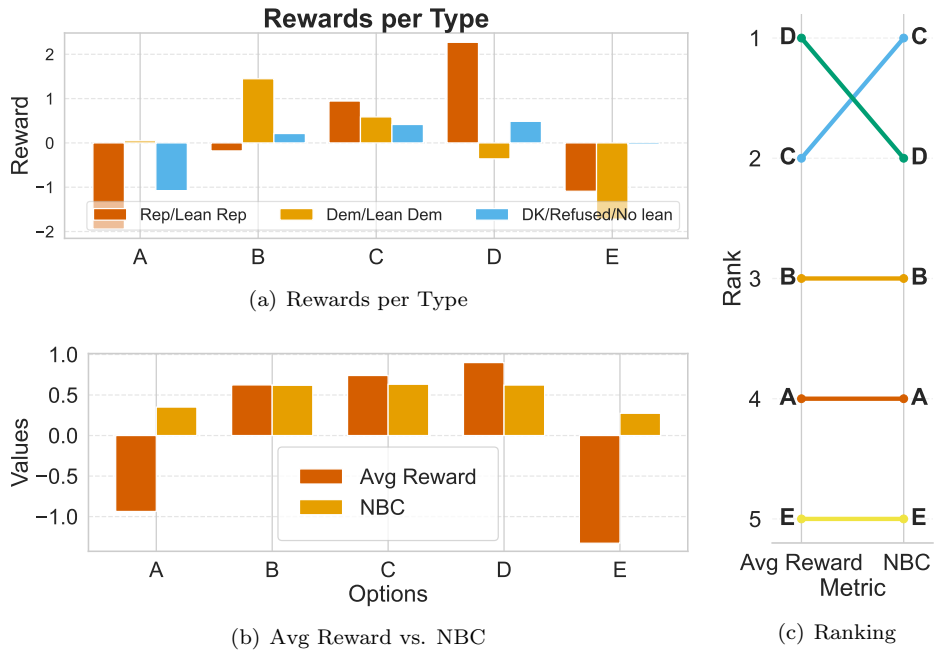 Rewards per Type
Reward
2
1
0
−1
−2
Rep/Lean Rep
Dem/Lean Dem
DK/Refused/No lean
A B C D E
(a) Rewards per Type
Values
1.0
0.5
0.0
−0.5
−1.0
Avg Reward
NBC
A B C D E
Options
(b) Avg Reward vs. NBC
Rank
1 D C
2 C D
3 B B
4 A A
5 E E
Avg Reward NBC
Metric
(c) Ranking